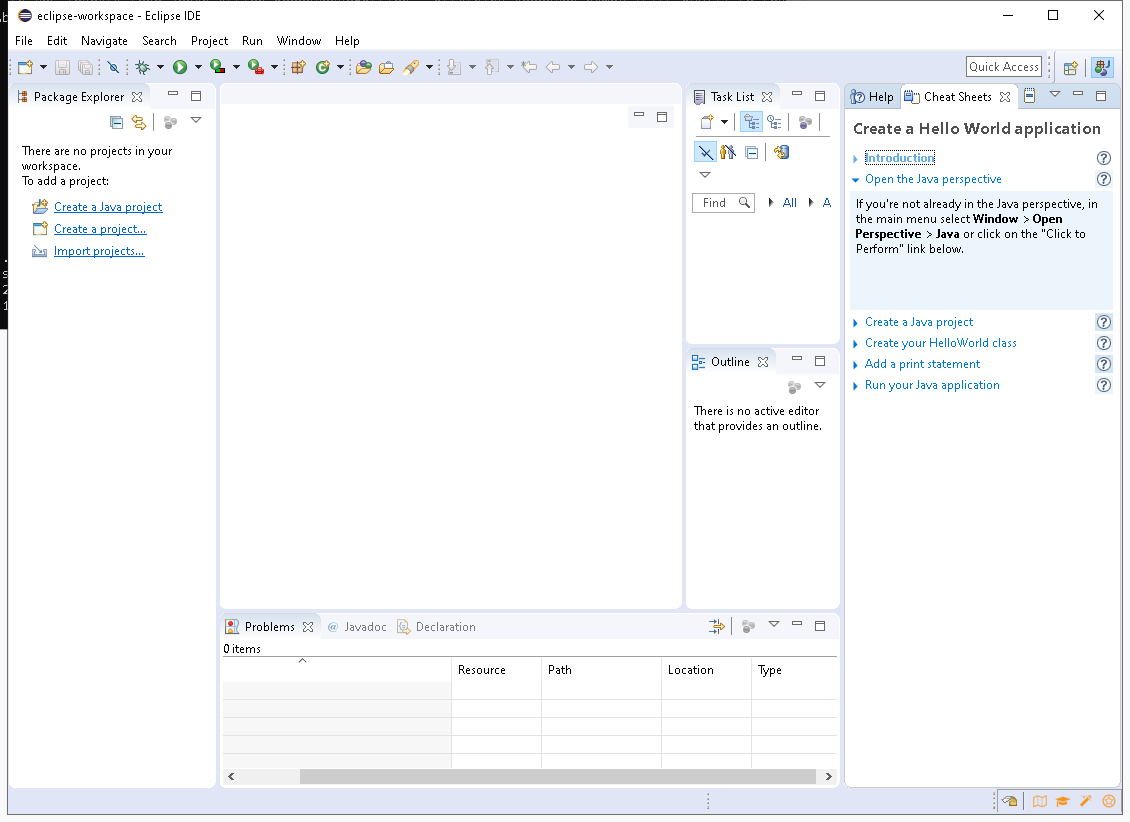 eclipse-workspace - Eclipse IDE
File Edit Navigate Search Project Run Window Help
Quick Access
Package Explorer
There are no projects in your
workspace.
To add a project:
Create a Java project
Create a project...
Import projects...
Task List
Find All A
Outline
There is no active editor
that provides an outline.
Help Cheat Sheets
Create a Hello World application
Introduction
Open the Java perspective
If you're not already in the Java perspective, in
the main menu select Window > Open
Perspective > Java or click on the "Click to
Perform" link below.
Create a Java project
Create your HelloWorld class
Add a print statement
Run your Java application
Problems @ Javadoc Declaration
0 items
Resource Path Location Type